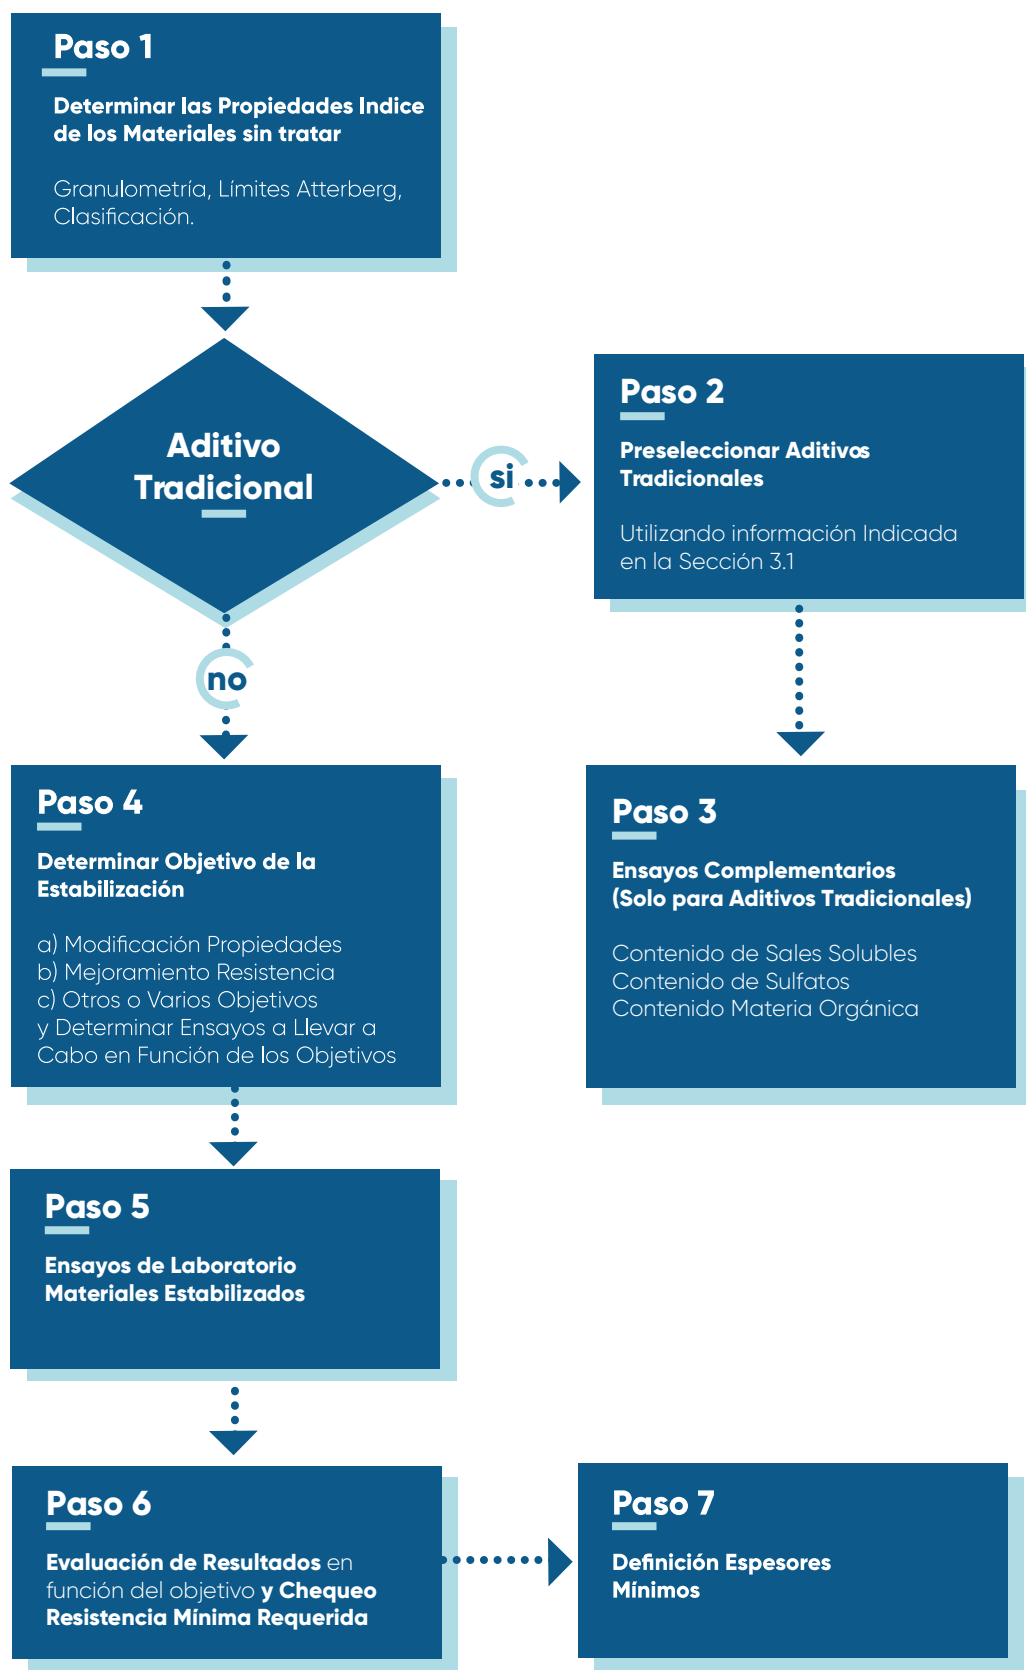 Paso 1
Determinar las Propiedades Indice
de los Materiales sin tratar
Granulometría, Límites Atterberg,
Clasificación.
Aditivo
Tradicional
si
Paso 2
Preseleccionar Aditivos
Tradicionales
Utilizando información Indicada
en la Sección 3.1
no
Paso 3
Ensayos Complementarios
(Solo para Aditivos Tradicionales)
Contenido de Sales Solubles
Contenido de Sulfatos
Contenido Materia Orgánica
Paso 4
Determinar Objetivo de la
Estabilización
a) Modificación Propiedades
b) Mejoramiento Resistencia
c) Otros o Varios Objetivos
y Determinar Ensayos a Llevar a
Cabo en Función de los Objetivos
Paso 5
Ensayos de Laboratorio
Materiales Estabilizados
Paso 6
Evaluación de Resultados en
función del objetivo y Chequeo
Resistencia Mínima Requerida
Paso 7
Definición Espesores
Mínimos